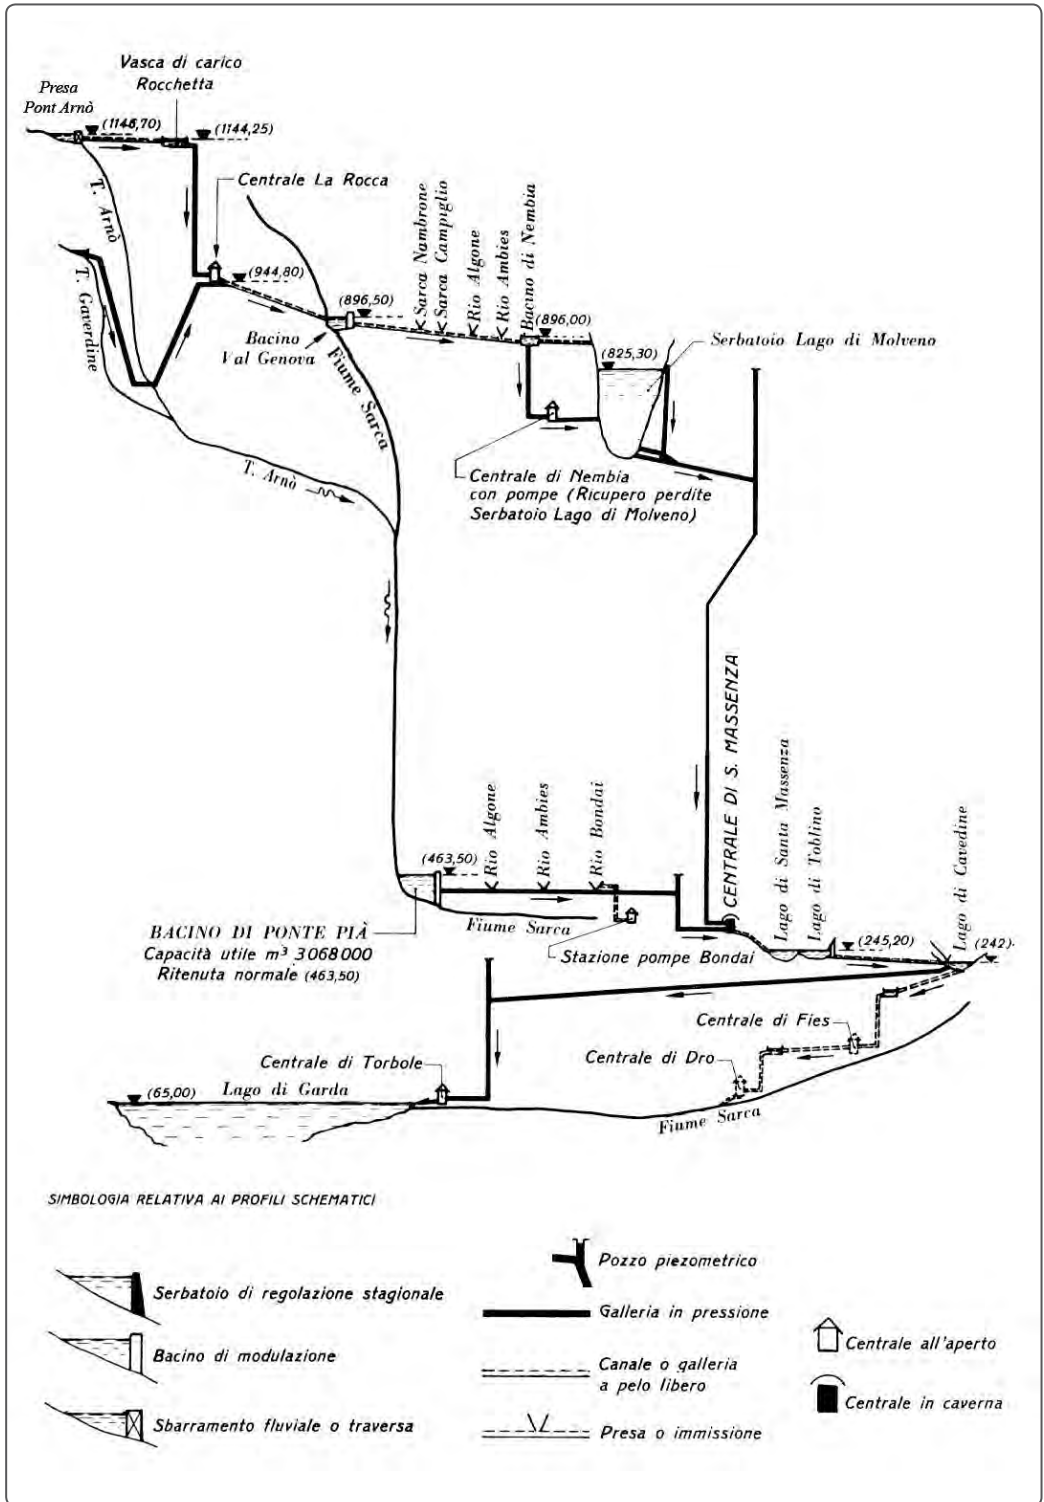 Vasca di carico
Rocchetta
Presa
Pont Arnò
(1144,25)
T. Arnò
Centrale La Rocca
T. Gaverdine
(944,80)
Bacino
Val Genova
(896,50)
Fiume Sarca
Sarca Nambrone
Sarca Campiglio
Rio Algone
Rio Ambies
Bacino di Nembia
(896,00)
(825,30)
Serbatoio Lago di Molveno
T. Arnò
Centrale di Nembia
con pompe (Ricupero perdite
Serbatoio Lago di Molveno)
CENTRALE DI S. MASSENZA
Rio Algone
Rio Ambies
Rio Bondai
Lago di Santa Massenza
Lago di Toblino
Lago di Cavedine
(463,50)
(245,20)
(242)
BACINO DI PONTE PIÀ
Capacità utile m³ 3068000
Ritenuta normale (463,50)
Fiume Sarca
Stazione pompe Bondai
Centrale di Fies
Centrale di Dro
Centrale di Torbole
(65,00)
Lago di Garda
Fiume Sarca
SIMBOLOGIA RELATIVA AI PROFILI SCHEMATICI
Serbatoio di regolazione stagionale
Bacino di modulazione
Sbarramento fluviale o traversa
Pozzo piezometrico
Galleria in pressione
Canale o galleria
a pelo libero
Presa o immissione
Centrale all'aperto
Centrale in caverna